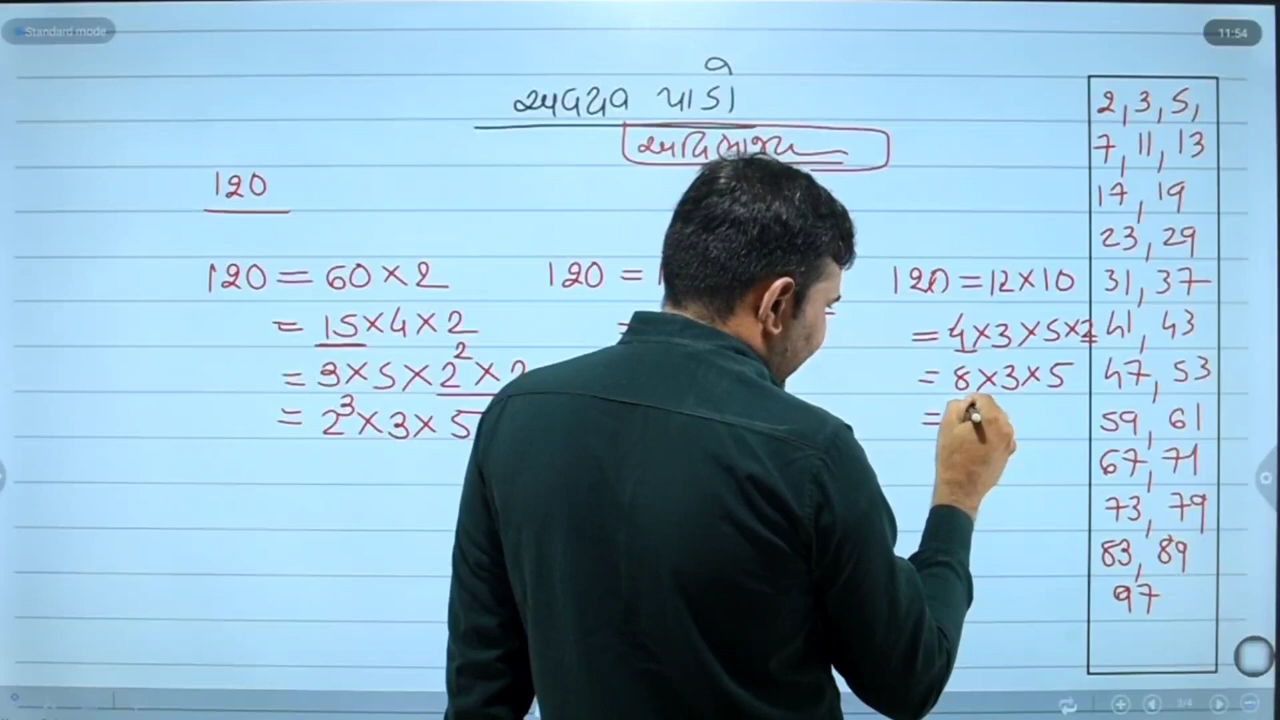 Standard mode
11:54
અવયવ પાડો
અવિભાજ્ય
120
120 = 60 × 2
= 15 × 4 × 2
= 3 × 5 × 2² × 2
= 2³ × 3 × 5
120 =
=
120 = 12 × 10
= 4 × 3 × 5 × 2
= 8 × 3 × 5
=
2, 3, 5,
7, 11, 13
17, 19
23, 29
31, 37
41, 43
47, 53
59, 61
67, 71
73, 79
83, 89
97